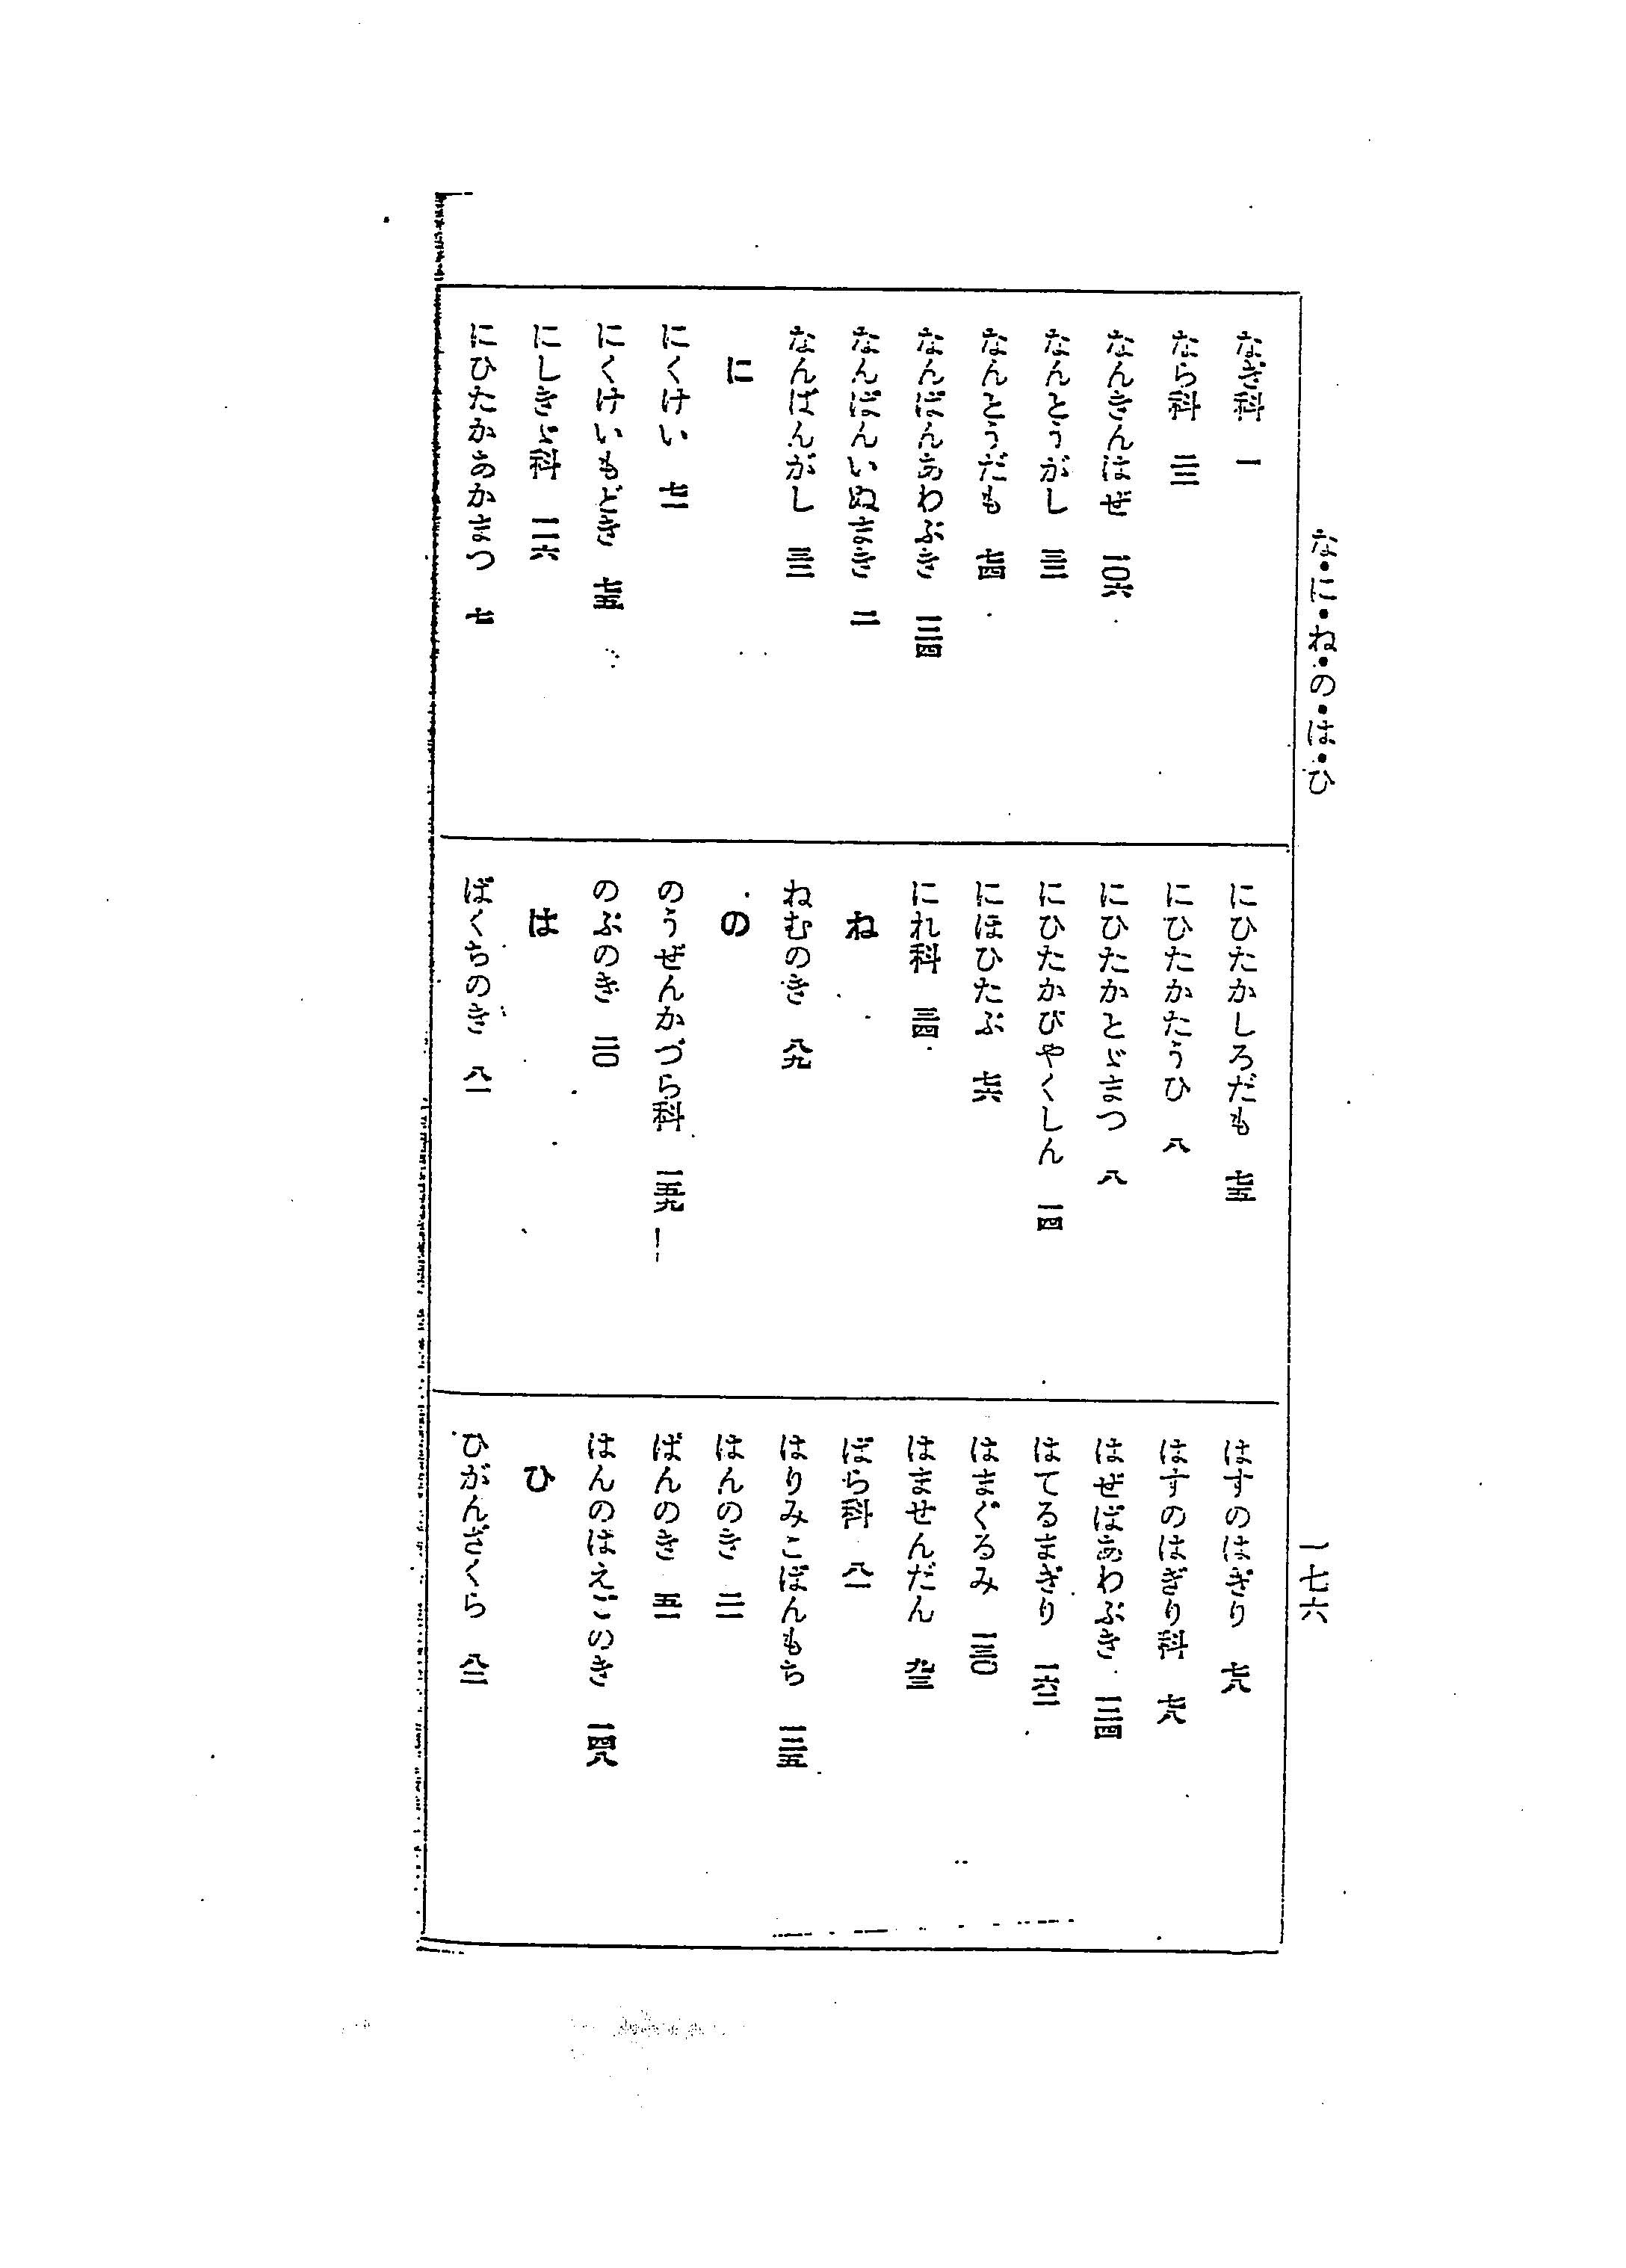 な・に・ね・の・は・ひ
一七六
なぎ科 一
なら科 二三
なんきんはぜ 一〇六
なんとうがし 三三
なんとうだも 七四
なんばんあわぶき 一三四
なんばんいぬまき 二
なんばんがし 三三
に
にくけい 七一
にくけいもどき 七五
にしきゞ科 一二六
にひたかあかまつ 七
にひたかしろだも 七五
にひたかたうひ 八
にひたかとゞまつ 八
にひたかびやくしん 一四
にほひたぶ 七六
にれ科 三四
ね
ねむのき 八九
の
のうぜんかづら科 一五九
のぶのき 二〇
は
ばくちのき 八一
はすのはぎり 七八
はすのはぎり科 七八
はぜばあわぶき 一三四
はてるまぎり 一六二
はまぐるみ 一三〇
はませんだん 九三
ばら科 八一
はりみこばんもち 一三五
はんのき 二一
ばんのき 五一
はんのはえごのき 一四八
ひ
ひがんざくら 八二